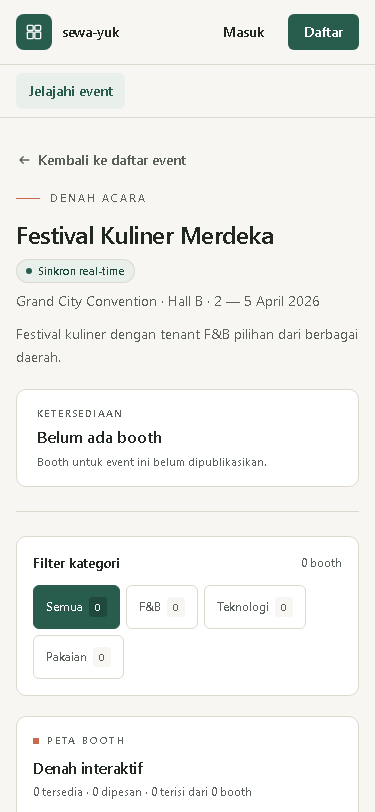 sewa-yuk
Masuk
Daftar
Jelajahi event
← Kembali ke daftar event
DENAH ACARA
Festival Kuliner Merdeka
Sinkron real-time
Grand City Convention · Hall B · 2 — 5 April 2026
Festival kuliner dengan tenant F&B pilihan dari berbagai
daerah.
KETERSEDIAAN
Belum ada booth
Booth untuk event ini belum dipublikasikan.
Filter kategori
0 booth
Semua 0
F&B 0
Teknologi 0
Pakaian 0
PETA BOOTH
Denah interaktif
0 tersedia · 0 dipesan · 0 terisi dari 0 booth